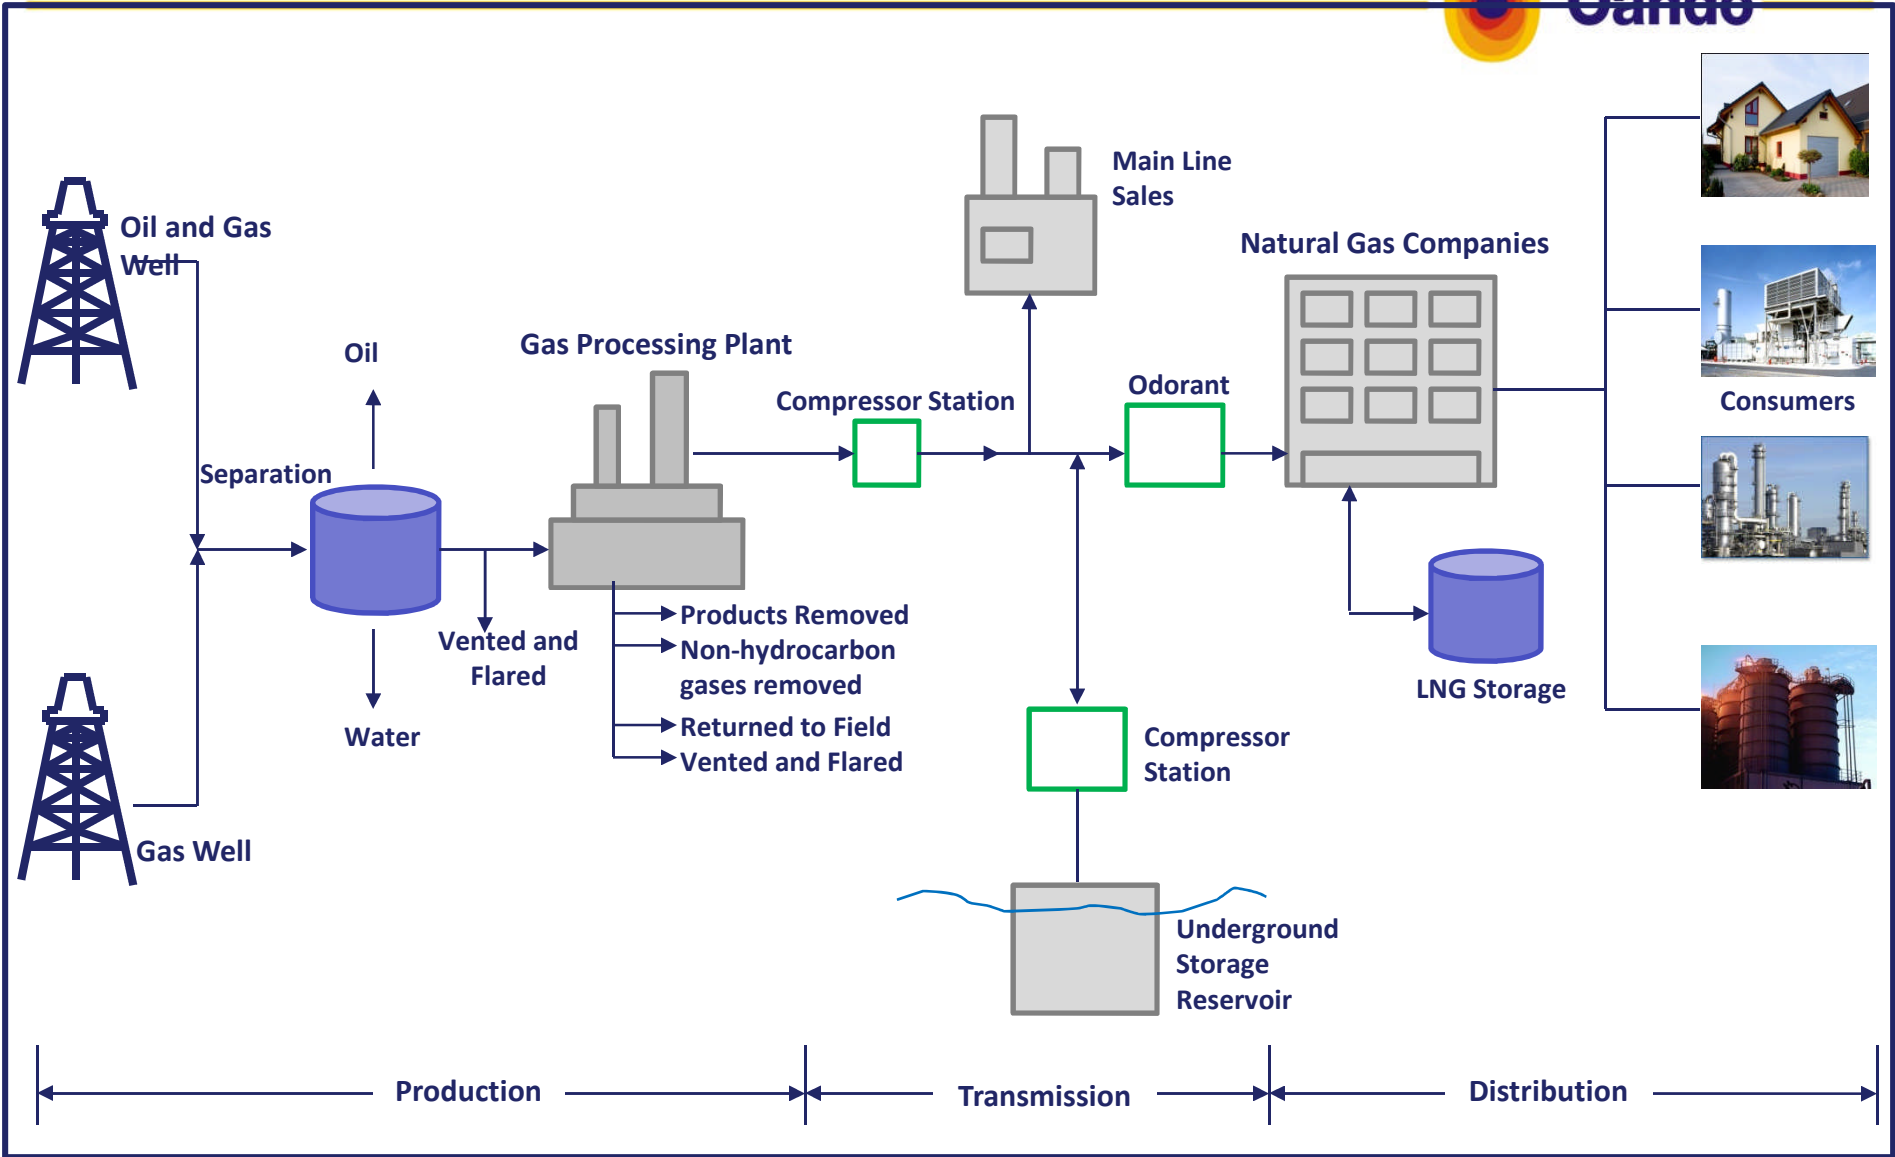 Oando
Main Line
Sales
Oil and Gas
Well
Natural Gas Companies
Oil
Gas Processing Plant
Compressor Station
Odorant
Consumers
Separation
Products Removed
Vented and
Flared
Non-hydrocarbon
gases removed
LNG Storage
Returned to Field
Water
Vented and Flared
Compressor
Station
Gas Well
Underground
Storage
Reservoir
Production
Transmission
Distribution